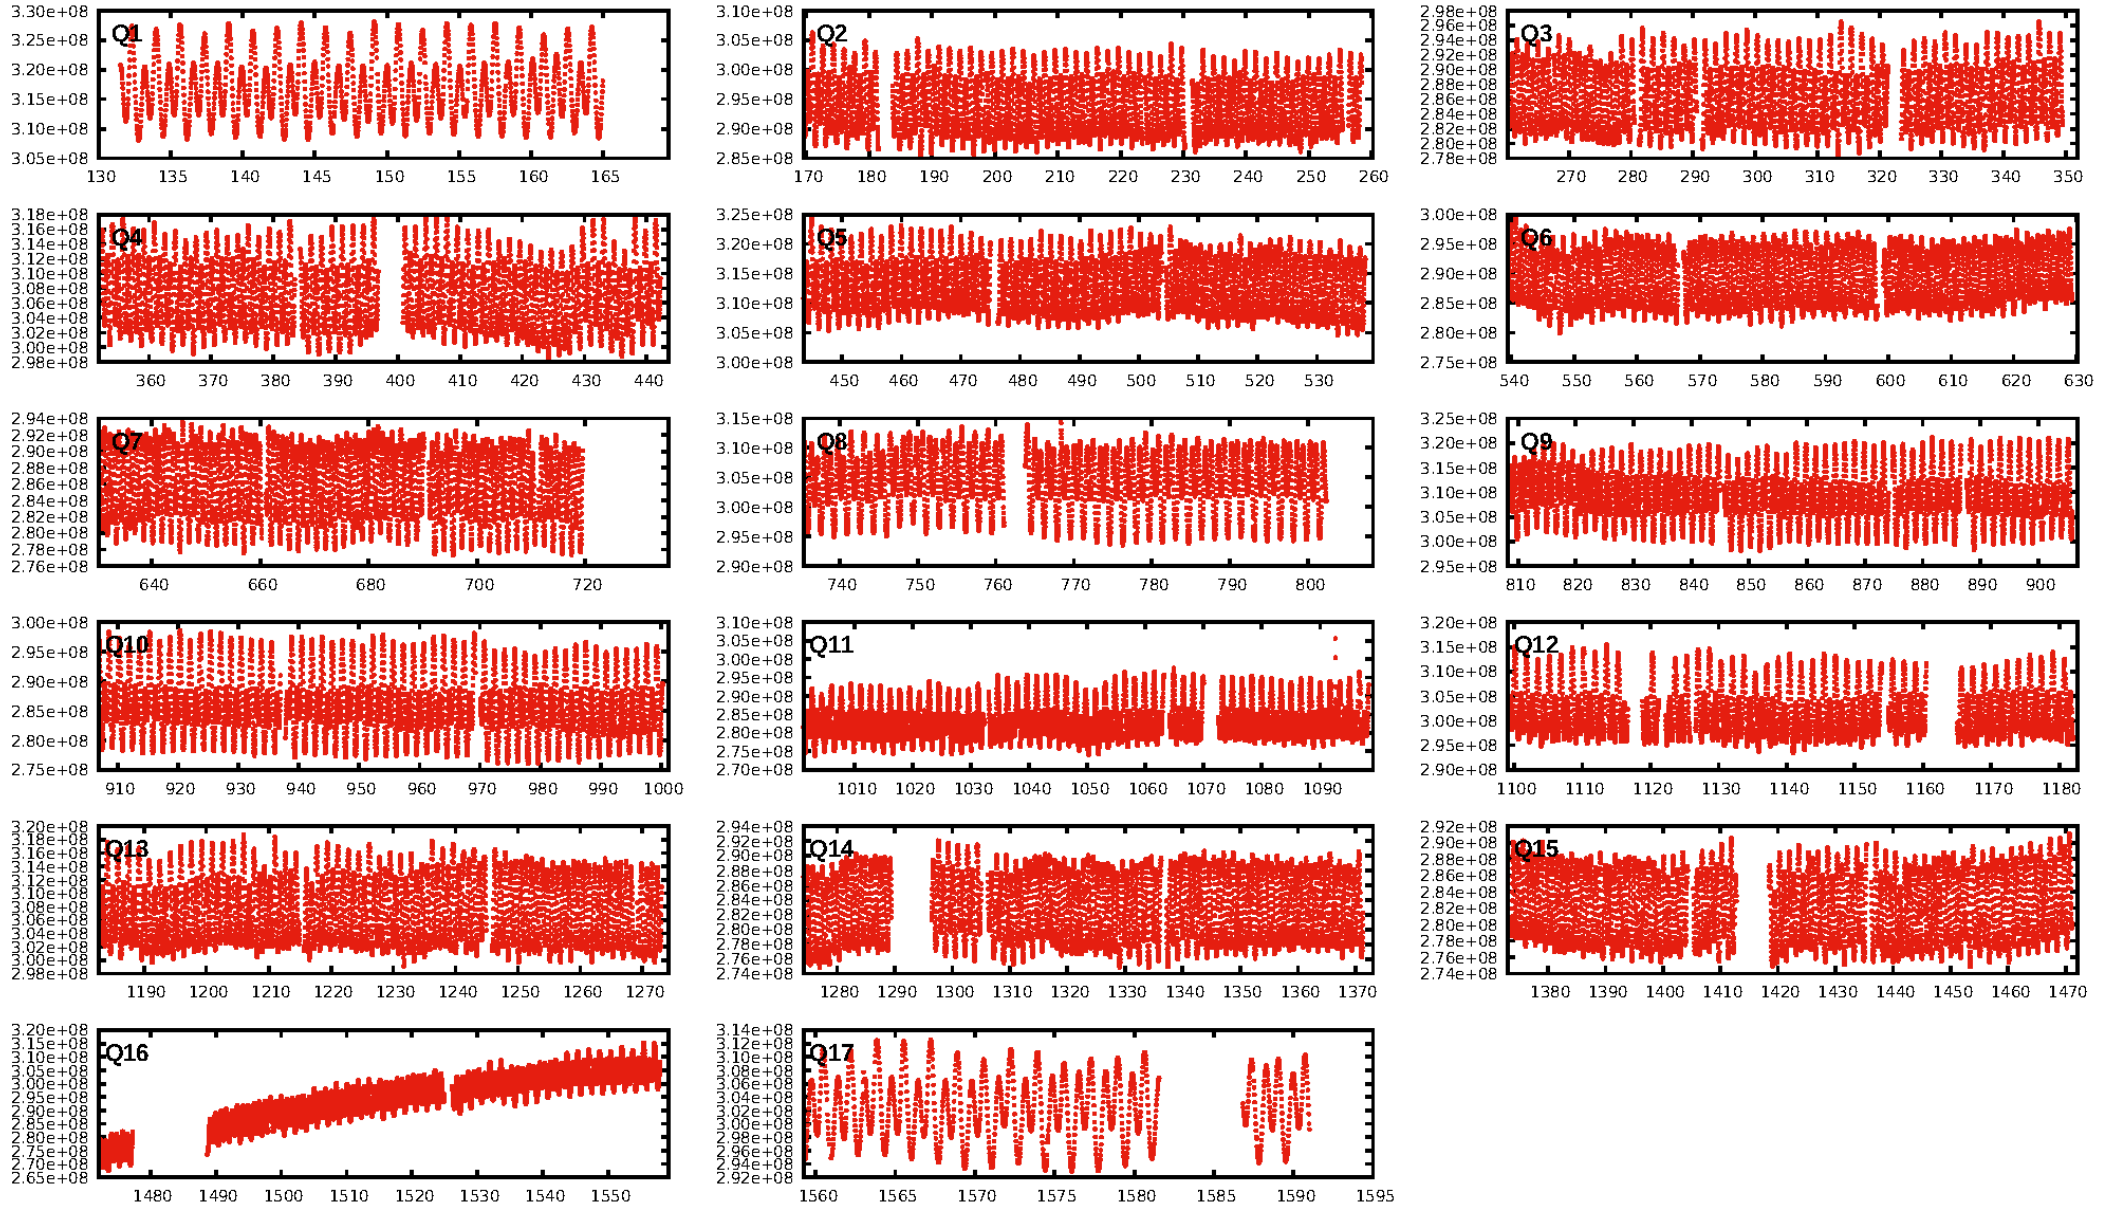 3.30e+08 3.25e+08 3.20e+08 3.15e+08 3.10e+08 3.05e+08
Q1
130 135 140 145 150 155 160 165
3.10e+08 3.05e+08 3.00e+08 2.95e+08 2.90e+08 2.85e+08
Q2
170 180 190 200 210 220 230 240 250 260
2.98e+08 2.96e+08 2.94e+08 2.92e+08 2.90e+08 2.88e+08 2.86e+08 2.84e+08 2.82e+08 2.80e+08 2.78e+08
Q3
270 280 290 300 310 320 330 340 350
3.18e+08 3.16e+08 3.14e+08 3.12e+08 3.10e+08 3.08e+08 3.06e+08 3.04e+08 3.02e+08 3.00e+08 2.98e+08
Q4
360 370 380 390 400 410 420 430 440
3.25e+08 3.20e+08 3.15e+08 3.10e+08 3.05e+08 3.00e+08
Q5
450 460 470 480 490 500 510 520 530
3.00e+08 2.95e+08 2.90e+08 2.85e+08 2.80e+08 2.75e+08
Q6
540 550 560 570 580 590 600 610 620 630
2.94e+08 2.92e+08 2.90e+08 2.88e+08 2.86e+08 2.84e+08 2.82e+08 2.80e+08 2.78e+08 2.76e+08
Q7
640 660 680 700 720
3.15e+08 3.10e+08 3.05e+08 3.00e+08 2.95e+08 2.90e+08
Q8
740 750 760 770 780 790 800
3.25e+08 3.20e+08 3.15e+08 3.10e+08 3.05e+08 3.00e+08 2.95e+08
Q9
810 820 830 840 850 860 870 880 890 900
3.00e+08 2.95e+08 2.90e+08 2.85e+08 2.80e+08 2.75e+08
Q10
910 920 930 940 950 960 970 980 990 1000
3.10e+08 3.05e+08 3.00e+08 2.95e+08 2.90e+08 2.85e+08 2.80e+08 2.75e+08 2.70e+08
Q11
1010 1020 1030 1040 1050 1060 1070 1080 1090
3.20e+08 3.15e+08 3.10e+08 3.05e+08 3.00e+08 2.95e+08 2.90e+08
Q12
1100 1110 1120 1130 1140 1150 1160 1170 1180
3.20e+08 3.18e+08 3.16e+08 3.14e+08 3.12e+08 3.10e+08 3.08e+08 3.06e+08 3.04e+08 3.02e+08 3.00e+08 2.98e+08
Q13
1190 1200 1210 1220 1230 1240 1250 1260 1270
2.94e+08 2.92e+08 2.90e+08 2.88e+08 2.86e+08 2.84e+08 2.82e+08 2.80e+08 2.78e+08 2.76e+08 2.74e+08
Q14
1280 1290 1300 1310 1320 1330 1340 1350 1360 1370
2.92e+08 2.90e+08 2.88e+08 2.86e+08 2.84e+08 2.82e+08 2.80e+08 2.78e+08 2.76e+08 2.74e+08
Q15
1380 1390 1400 1410 1420 1430 1440 1450 1460 1470
3.20e+08 3.15e+08 3.10e+08 3.05e+08 3.00e+08 2.95e+08 2.90e+08 2.85e+08 2.80e+08 2.75e+08 2.70e+08 2.65e+08
Q16
1480 1490 1500 1510 1520 1530 1540 1550
3.14e+08 3.12e+08 3.10e+08 3.08e+08 3.06e+08 3.04e+08 3.02e+08 3.00e+08 2.98e+08 2.96e+08 2.94e+08 2.92e+08
Q17
1560 1565 1570 1575 1580 1585 1590 1595